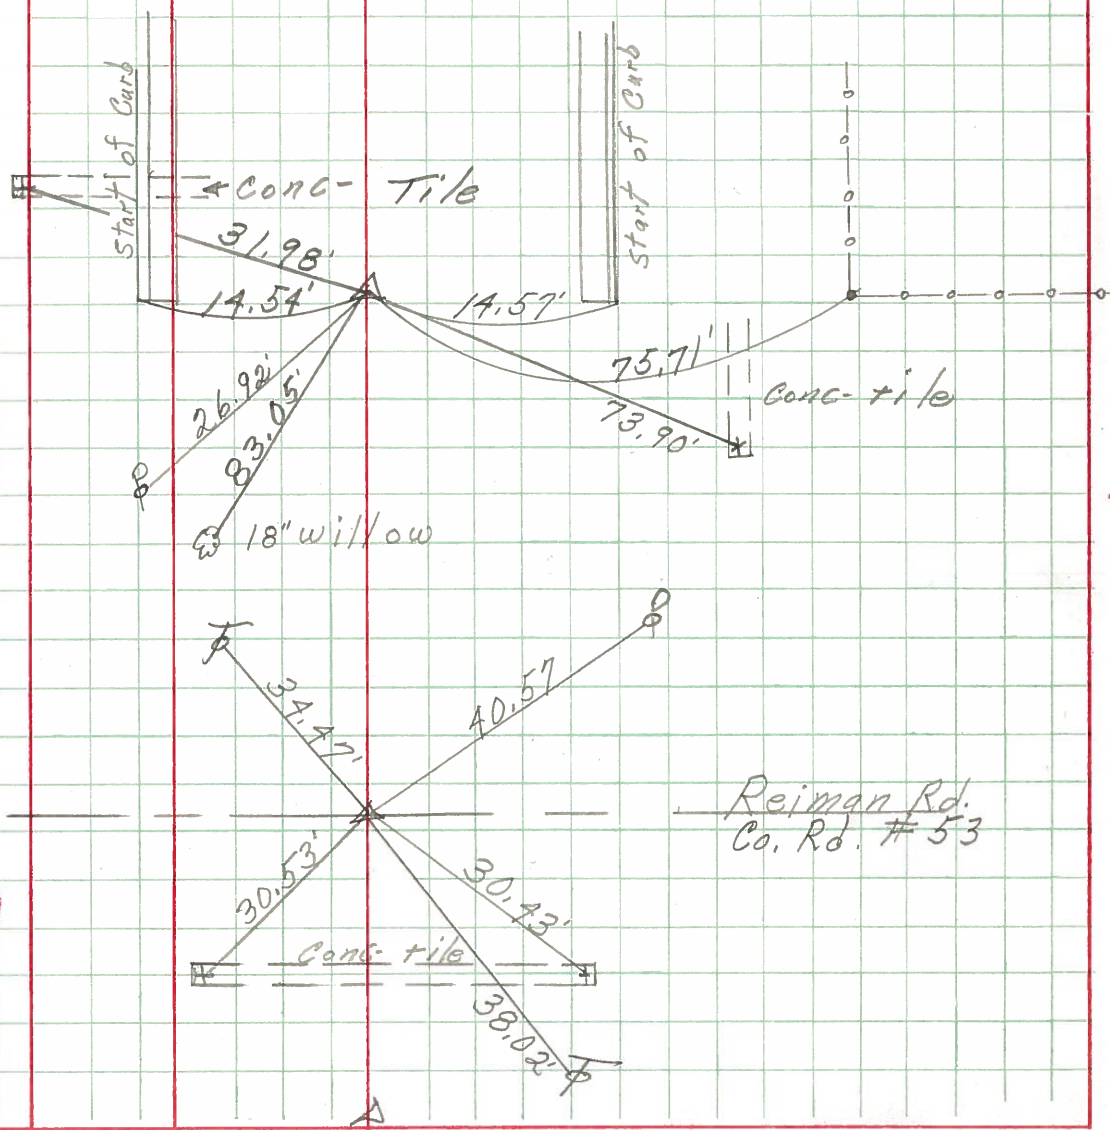 Start of Curb
Start of Curb
Conc- Tile
31.98'
14.54'
14.57'
75.71'
73.90'
Conc- tile
26.92'
83.05'
18" willow
34.47'
40.57
Reiman Rd.
Co. Rd. # 53
30.53'
30.43'
Conc- tile
38.02'